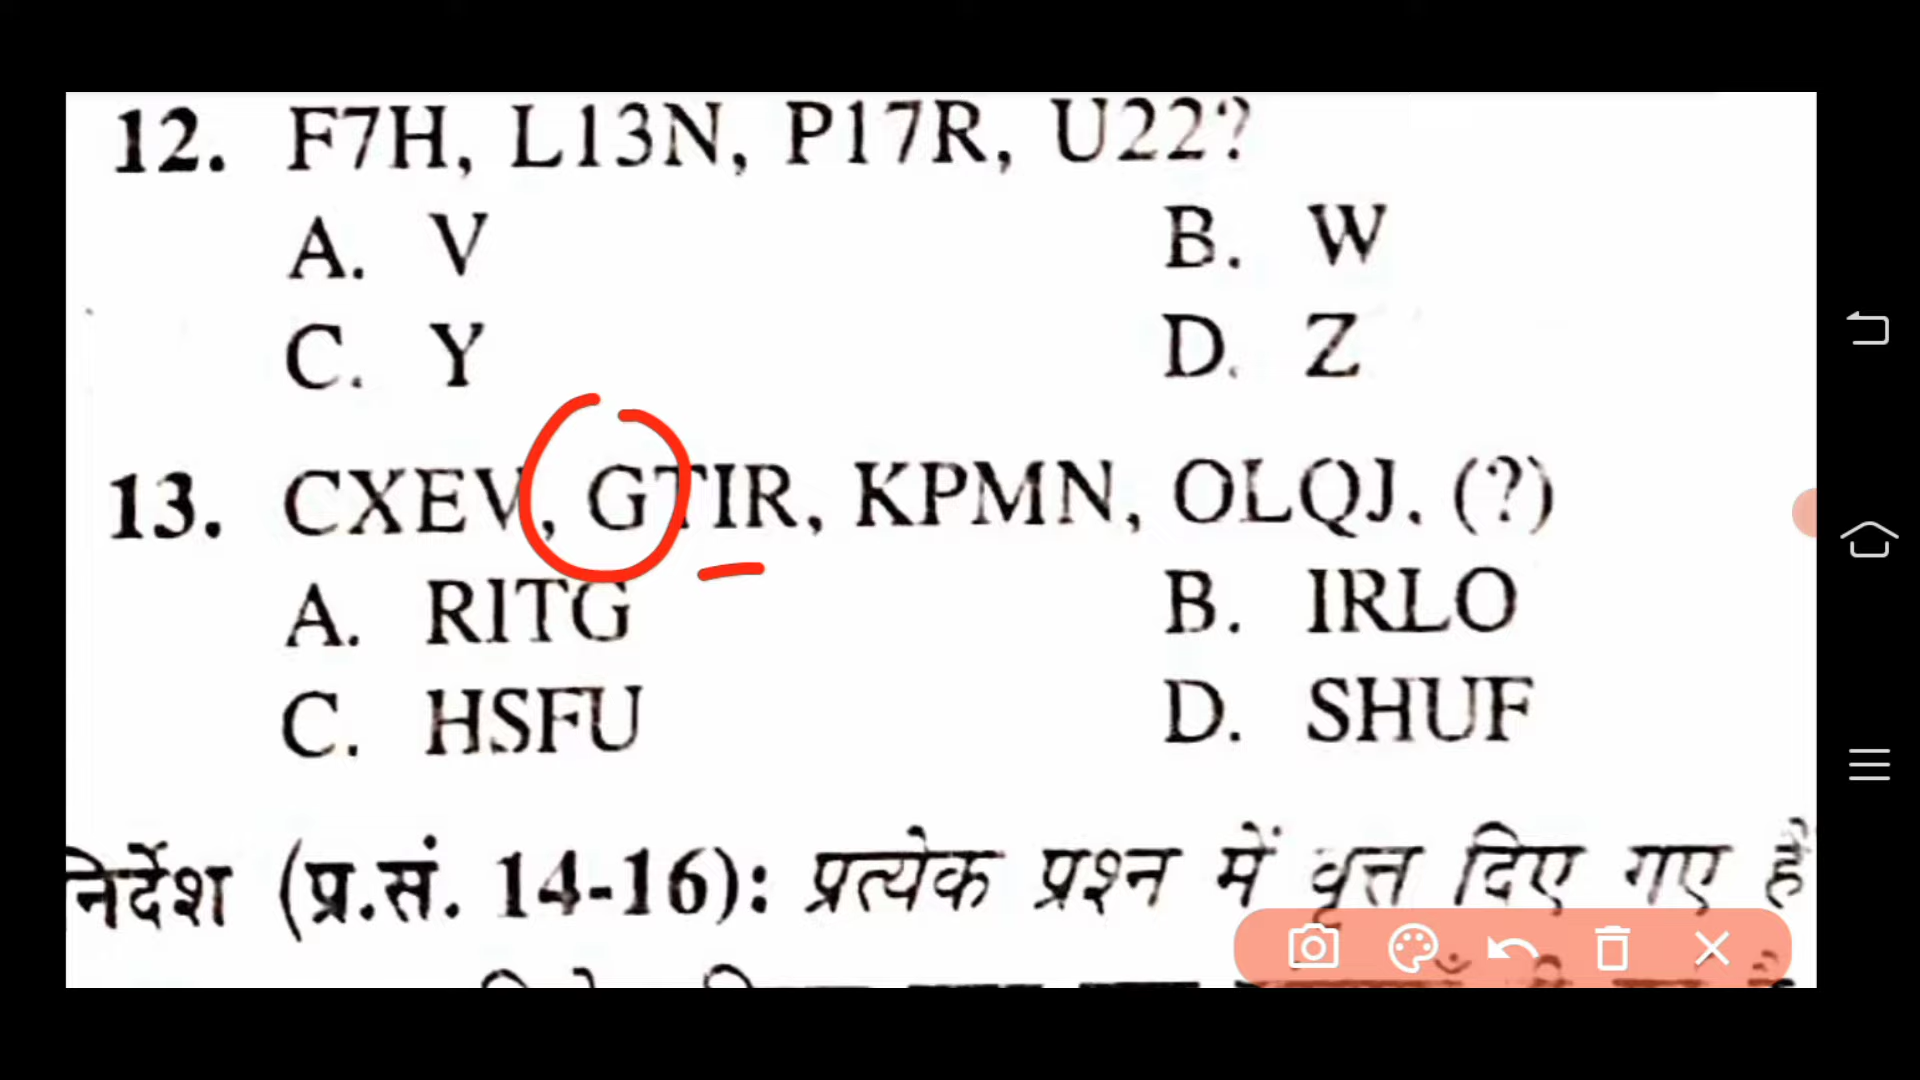 12. F7H, L13N, P17R, U22?
A. V B. W
C. Y D. Z
13. CXEV, GTIR, KPMN, OLQJ. (?)
A. RITG B. IRLO
C. HSFU D. SHUF
निर्देश (प्र.सं. 14-16): प्रत्येक प्रश्न में वृत्त दिए गए हैं